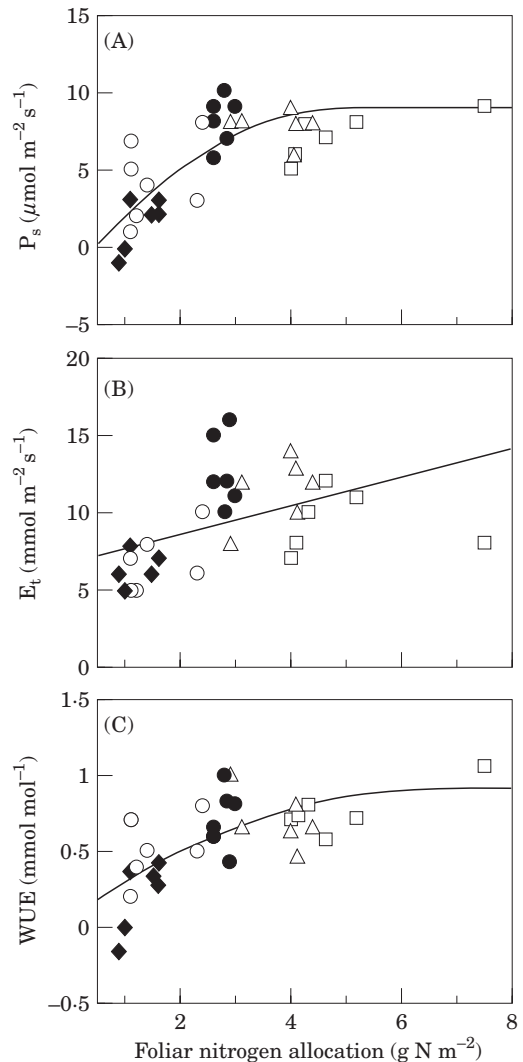 15
(A)
10
5
0
–5
P_s (μmol m⁻² s⁻¹)
20
(B)
15
10
5
0
E_t (mmol m⁻² s⁻¹)
1·5
(C)
1
0·5
0
–0·5
WUE (mmol mol⁻¹)
2 4 6 8
Foliar nitrogen allocation (g N m⁻²)